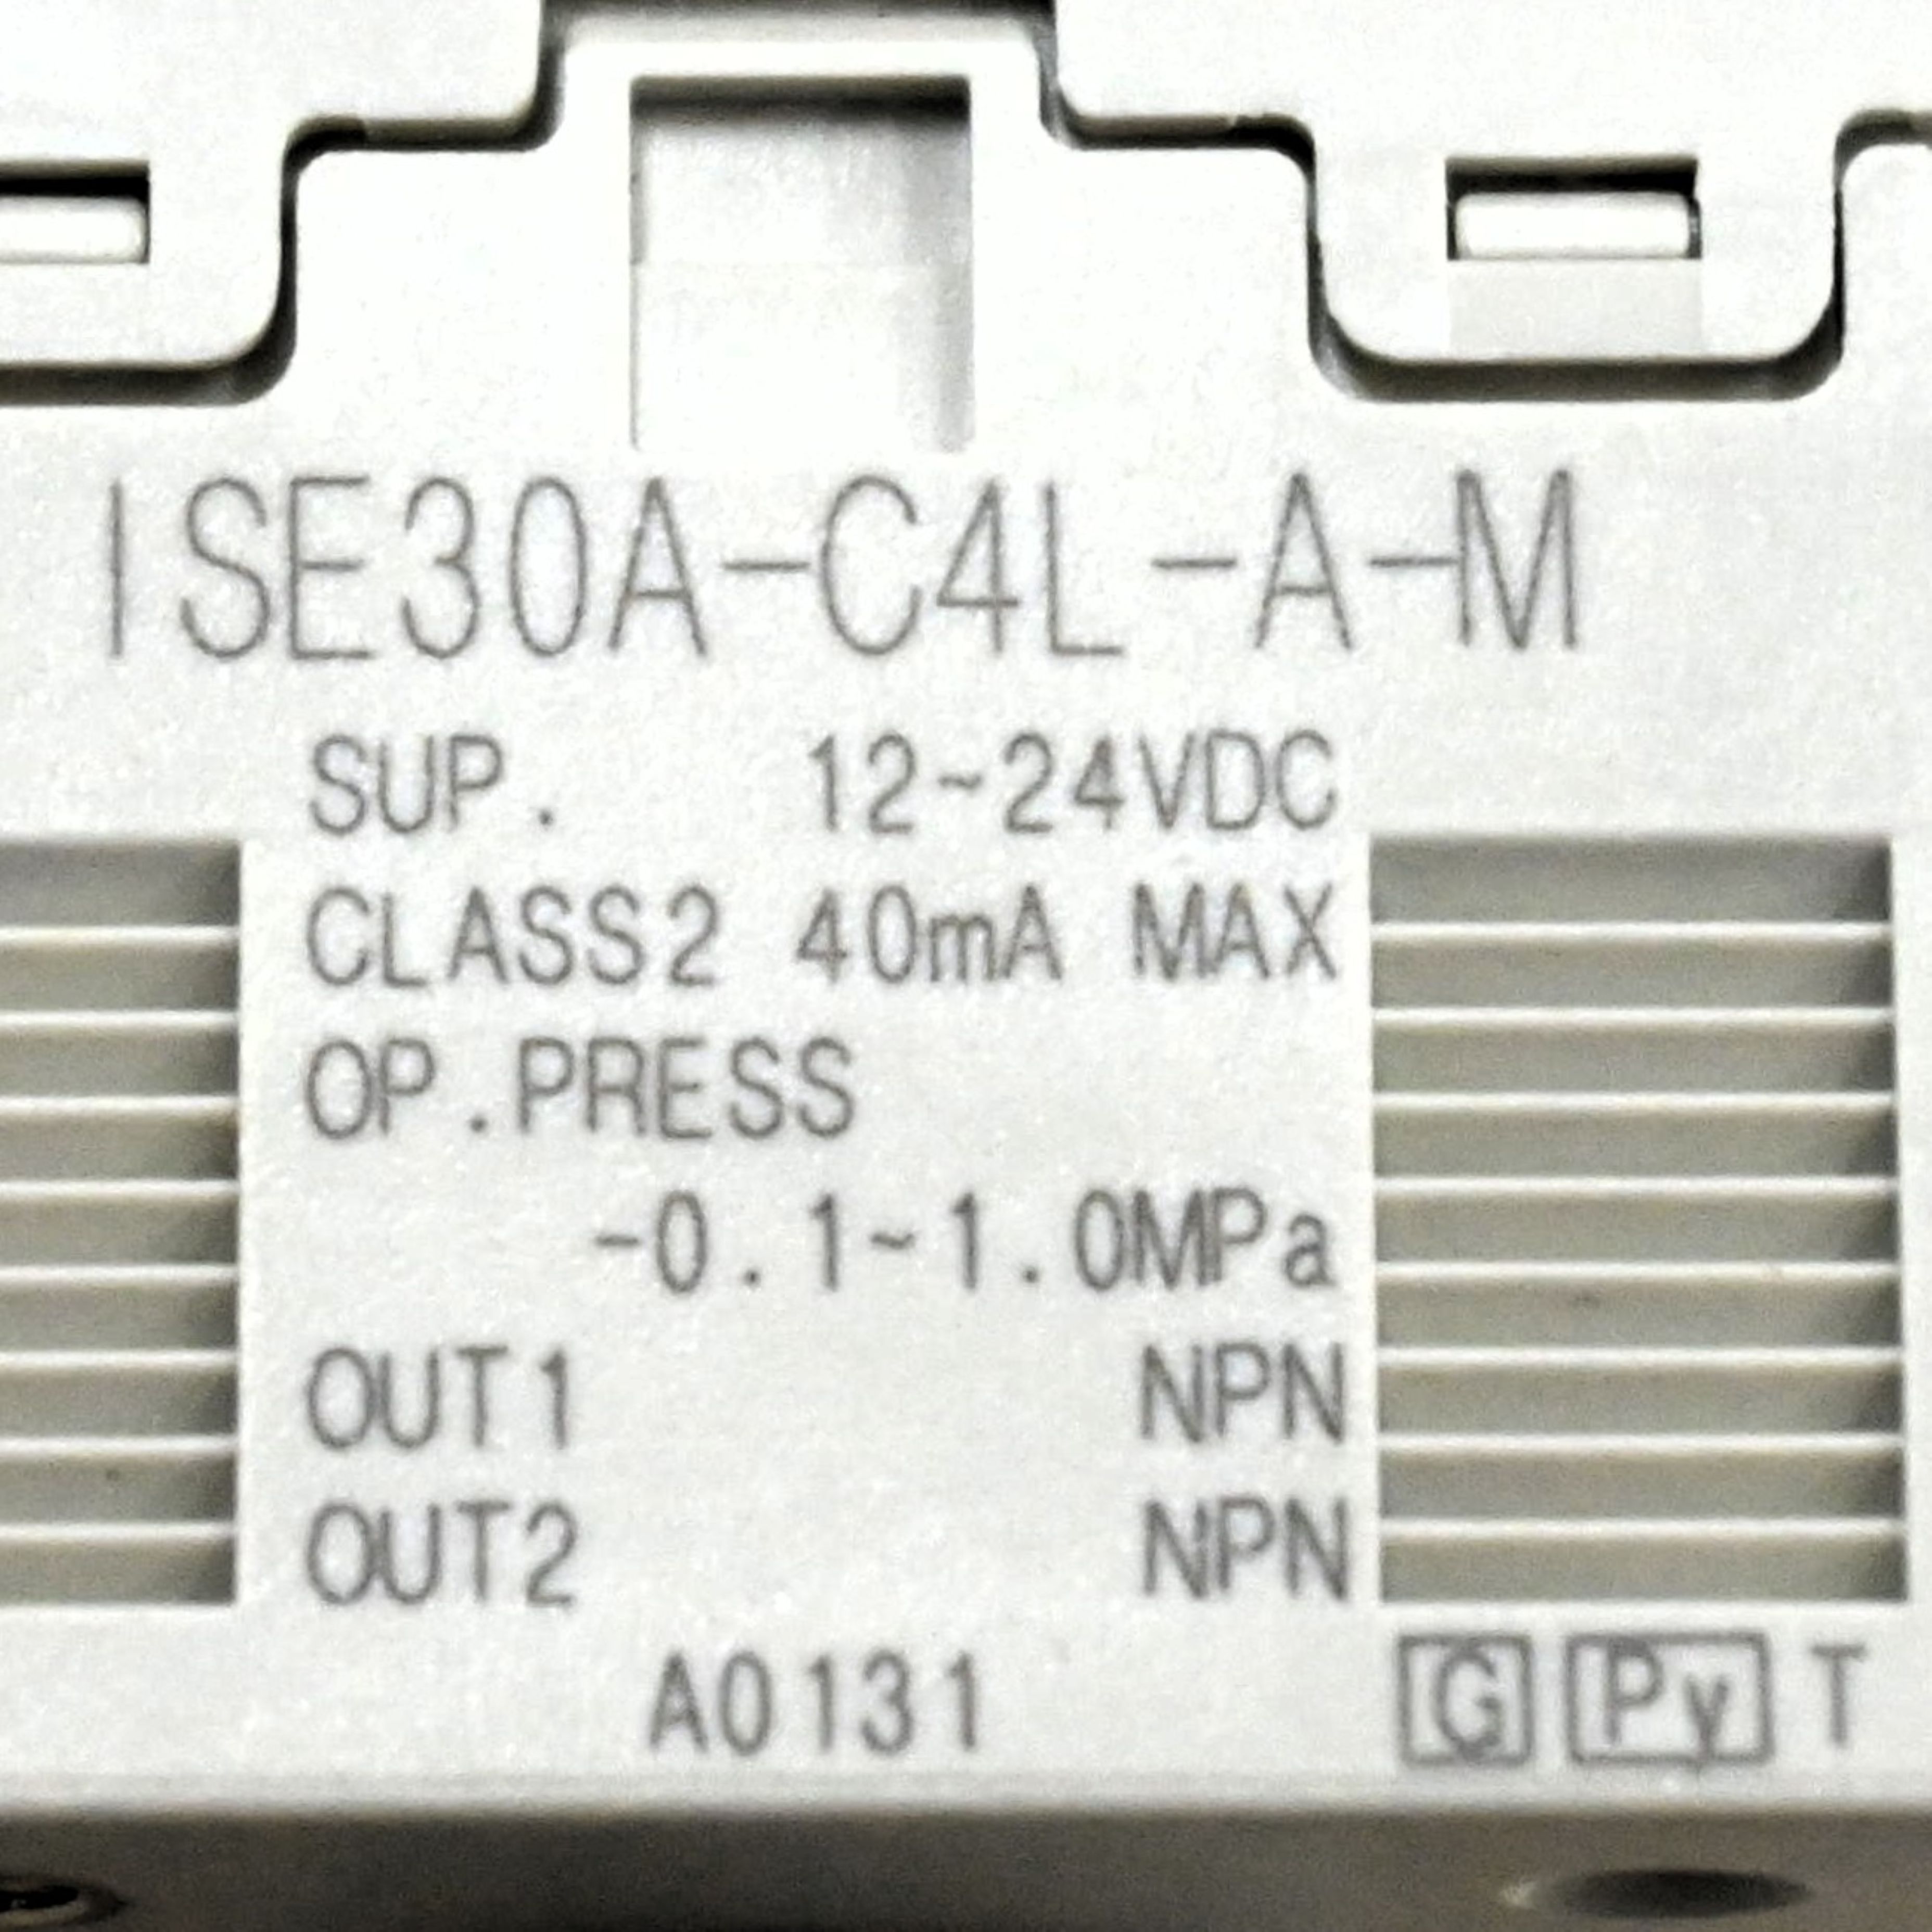 ISE30A-C4L-A-M
SUP. 12~24VDC
CLASS2 40mA MAX
OP.PRESS
-0.1~1.0MPa
OUT1 NPN
OUT2 NPN
A0131 G Py T